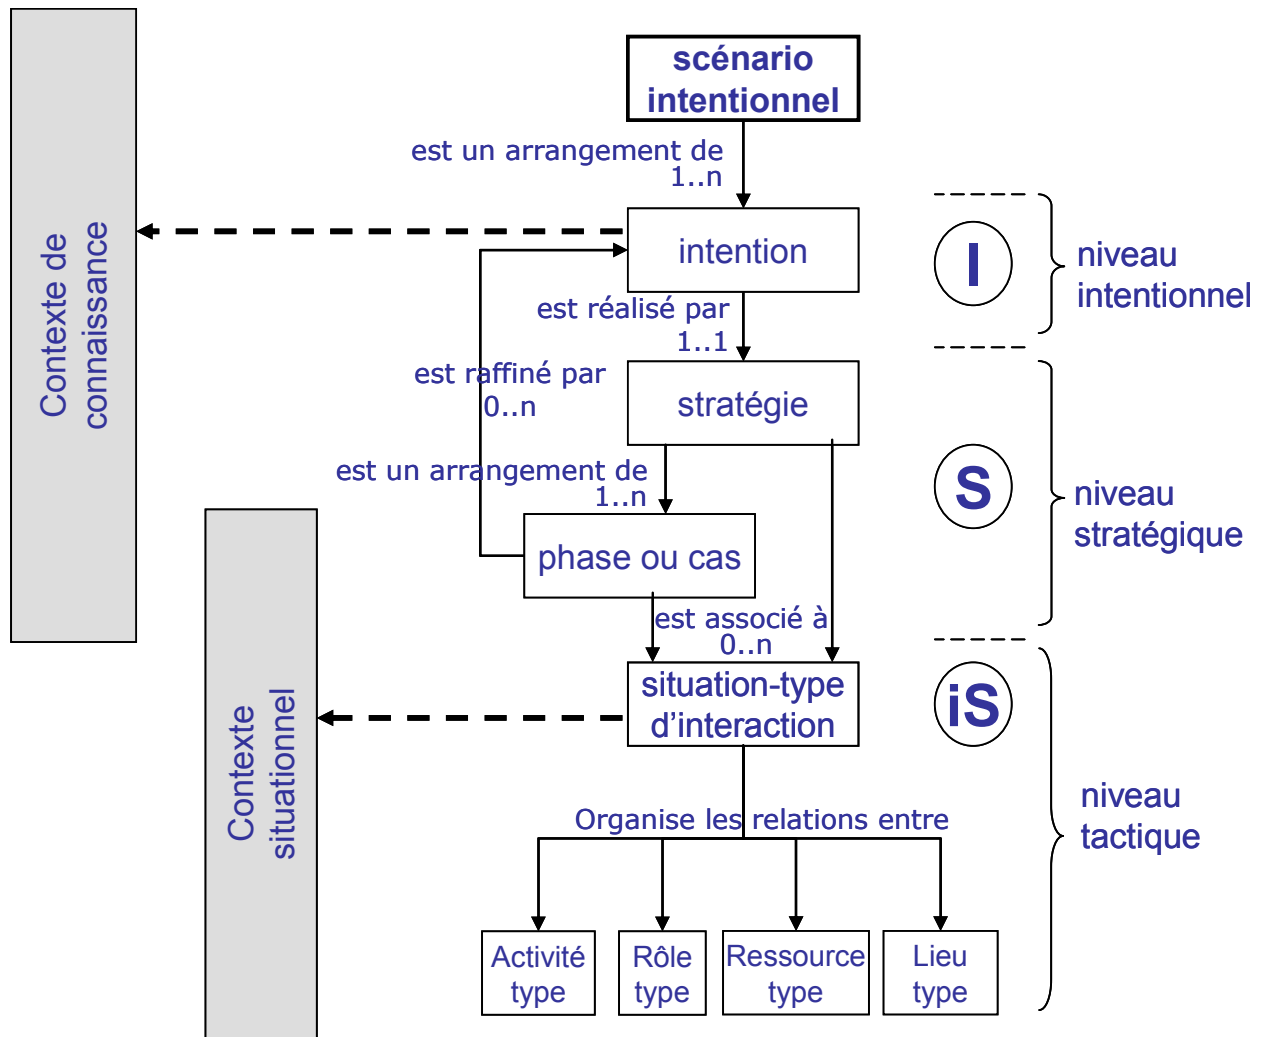 scénario
intentionnel
est un arrangement de
1..n
Contexte de
connaissance
intention
I
niveau
intentionnel
est réalisé par
1..1
est raffiné par
0..n
stratégie
S
niveau
stratégique
est un arrangement de
1..n
phase ou cas
est associé à
0..n
Contexte
situationnel
situation-type
d'interaction
iS
niveau
tactique
Organise les relations entre
Activité
type
Rôle
type
Ressource
type
Lieu
type